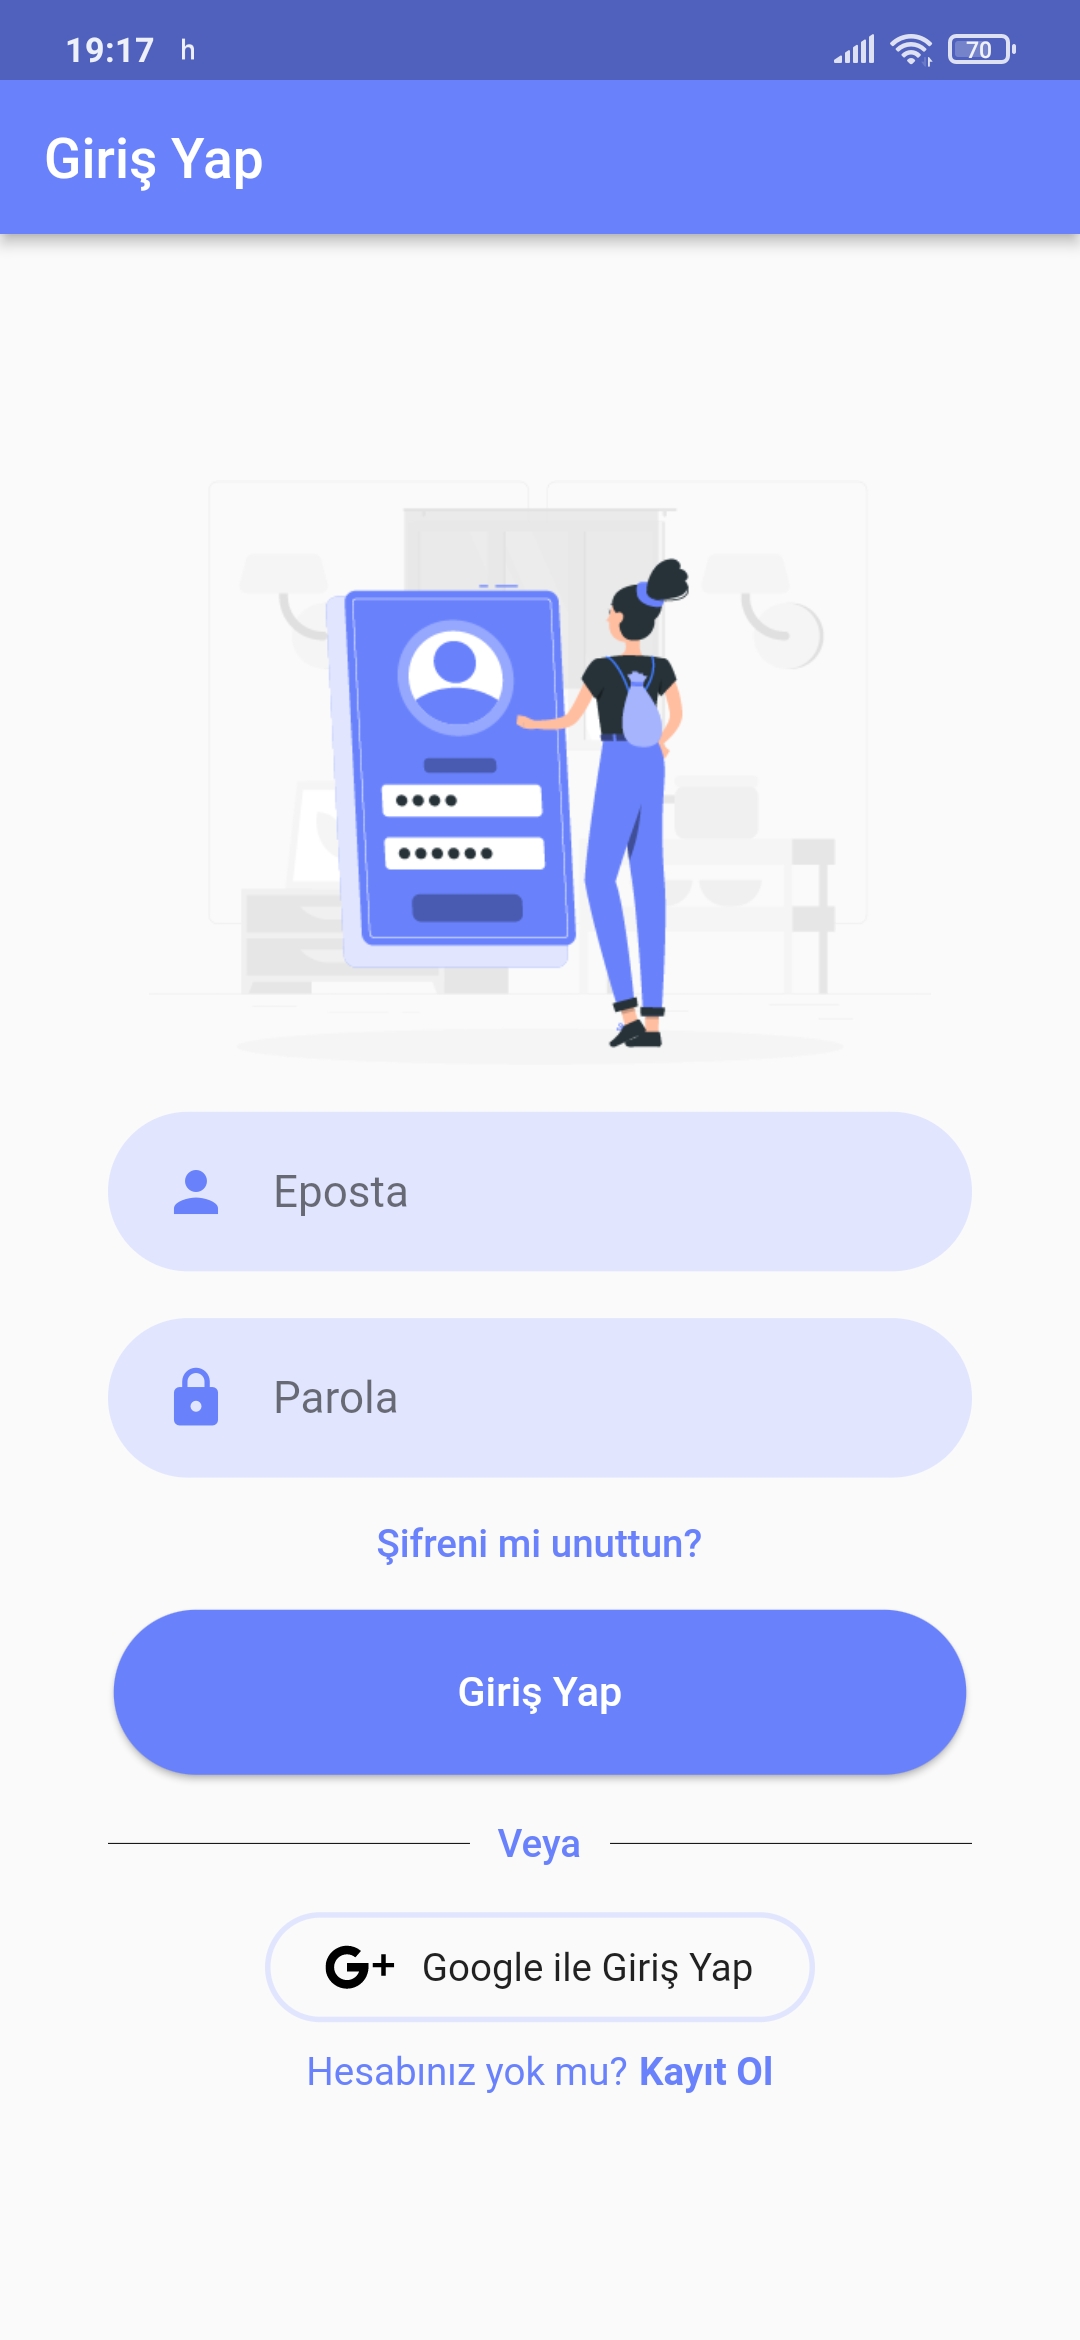 19:17 h 70
Giriş Yap
Eposta
Parola
Şifreni mi unuttun?
Giriş Yap
Veya
G+ Google ile Giriş Yap
Hesabınız yok mu? Kayıt Ol